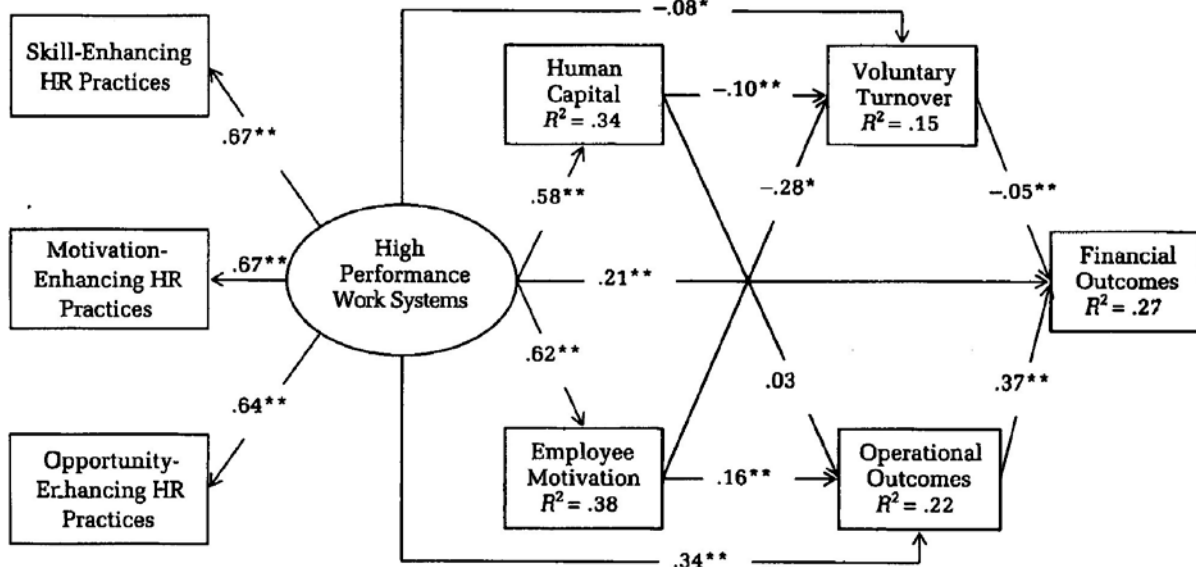 -.08*
Skill-Enhancing
HR Practices
Human
Capital
R² = .34
-.10**
Voluntary
Turnover
R² = .15
.67**
.58**
-.28*
-.05**
Motivation-
Enhancing HR
Practices
.67**
High
Performance
Work Systems
.21**
Financial
Outcomes
R² = .27
.62**
.03
.37**
.64**
Opportunity-
Enhancing HR
Practices
Employee
Motivation
R² = .38
.16**
Operational
Outcomes
R² = .22
.34**